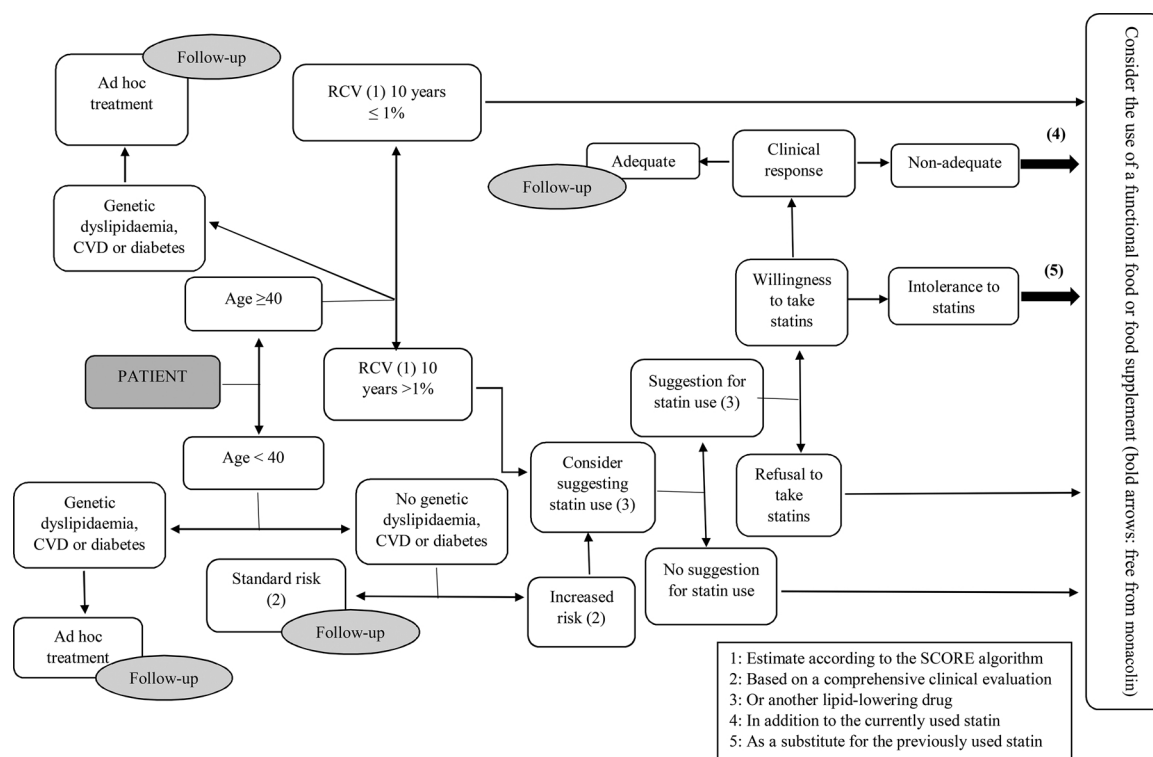 Follow-up
Ad hoc
treatment
RCV (1) 10 years
≤ 1%
(4)
Adequate
Clinical
response
Non-adequate
Follow-up
Genetic
dyslipidaemia,
CVD or diabetes
(5)
Age ≥40
Willingness
to take
statins
Intolerance to
statins
PATIENT
RCV (1) 10
years >1%
Suggestion for
statin use (3)
Age < 40
Consider
suggesting
statin use (3)
Refusal to
take
statins
Genetic
dyslipidaemia,
CVD or diabetes
No genetic
dyslipidaemia,
CVD or diabetes
Standard risk
(2)
Follow-up
Increased
risk (2)
No suggestion
for statin use
Ad hoc
treatment
Follow-up
Consider the use of a functional food or food supplement (bold arrows: free from monacolin)
1: Estimate according to the SCORE algorithm
2: Based on a comprehensive clinical evaluation
3: Or another lipid-lowering drug
4: In addition to the currently used statin
5: As a substitute for the previously used statin